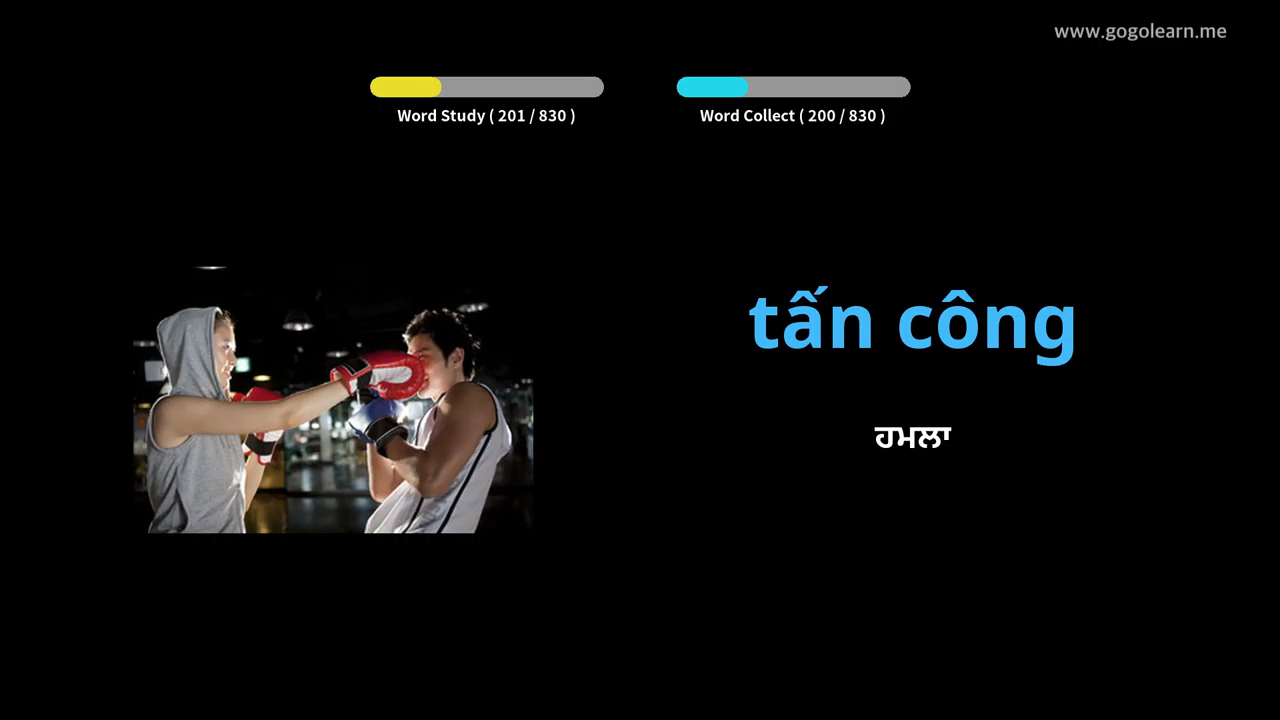 www.gogolearn.me
Word Study ( 201 / 830 )
Word Collect ( 200 / 830 )
tấn công
ਹਮਲਾ